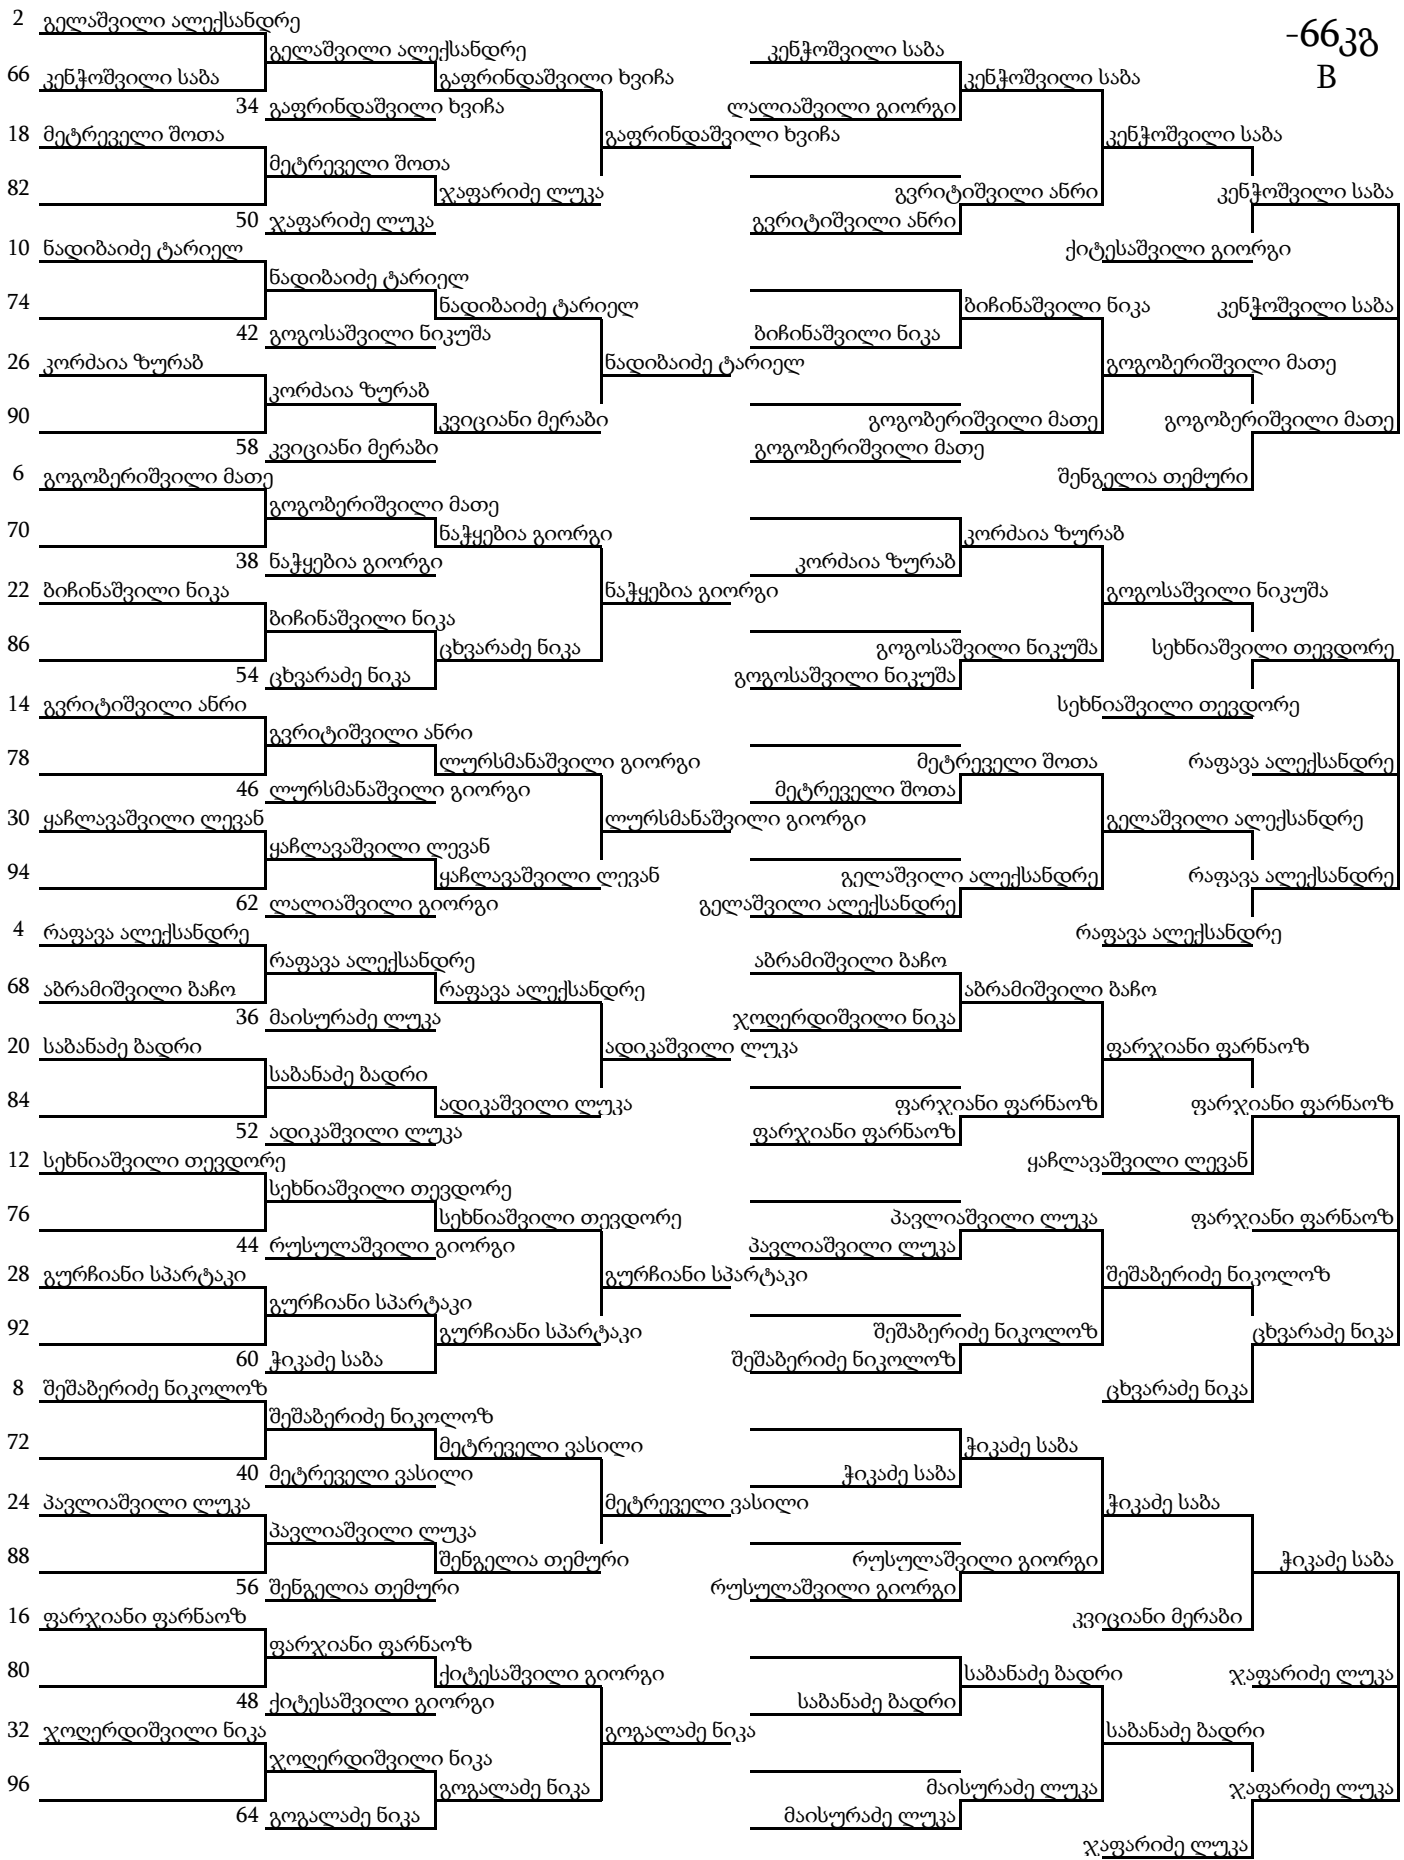 -66კგ
B
2 გელაშვილი ალექსანდრე
გელაშვილი ალექსანდრე
66 კენჭოშვილი საბა
გაფრინდაშვილი ხვიჩა
34 გაფრინდაშვილი ხვიჩა
18 მეტრეველი შოთა
გაფრინდაშვილი ხვიჩა
მეტრეველი შოთა
82
ჯაფარიძე ლუკა
50 ჯაფარიძე ლუკა
10 ნადიბაიძე ტარიელ
ნადიბაიძე ტარიელ
74
ნადიბაიძე ტარიელ
42 გოგოსაშვილი ნიკუშა
26 კორძაია ზურაბ
ნადიბაიძე ტარიელ
კორძაია ზურაბ
90
კვიციანი მერაბი
58 კვიციანი მერაბი
6 გოგობერიშვილი მათე
გოგობერიშვილი მათე
70
ნაჭყებია გიორგი
38 ნაჭყებია გიორგი
22 ბიჩინაშვილი ნიკა
ნაჭყებია გიორგი
ბიჩინაშვილი ნიკა
86
ცხვარაძე ნიკა
54 ცხვარაძე ნიკა
14 გვრიტიშვილი ანრი
გვრიტიშვილი ანრი
78
ლურსმანაშვილი გიორგი
46 ლურსმანაშვილი გიორგი
30 ყაჩლავაშვილი ლევან
ლურსმანაშვილი გიორგი
ყაჩლავაშვილი ლევან
94
ყაჩლავაშვილი ლევან
62 ლალიაშვილი გიორგი
4 რაფავა ალექსანდრე
რაფავა ალექსანდრე
68 აბრამიშვილი ბაჩო
რაფავა ალექსანდრე
36 მაისურაძე ლუკა
20 საბანაძე ბადრი
ადიკაშვილი ლუკა
საბანაძე ბადრი
84
ადიკაშვილი ლუკა
52 ადიკაშვილი ლუკა
12 სეხნიაშვილი თევდორე
სეხნიაშვილი თევდორე
76
სეხნიაშვილი თევდორე
44 რუსულაშვილი გიორგი
28 გურჩიანი სპარტაკი
გურჩიანი სპარტაკი
გურჩიანი სპარტაკი
92
გურჩიანი სპარტაკი
60 ჭიკაძე საბა
8 შეშაბერიძე ნიკოლოზ
შეშაბერიძე ნიკოლოზ
72
მეტრეველი ვასილი
40 მეტრეველი ვასილი
24 პავლიაშვილი ლუკა
მეტრეველი ვასილი
პავლიაშვილი ლუკა
88
შენგელია თემური
56 შენგელია თემური
16 ფარჯიანი ფარნაოზ
ფარჯიანი ფარნაოზ
80
ქიტესაშვილი გიორგი
48 ქიტესაშვილი გიორგი
32 ჯოღერდიშვილი ნიკა
გოგალაძე ნიკა
ჯოღერდიშვილი ნიკა
96
გოგალაძე ნიკა
64 გოგალაძე ნიკა
კენჭოშვილი საბა
კენჭოშვილი საბა
ლალიაშვილი გიორგი
კენჭოშვილი საბა
გვრიტიშვილი ანრი
კენჭოშვილი საბა
გვრიტიშვილი ანრი
ქიტესაშვილი გიორგი
ბიჩინაშვილი ნიკა
კენჭოშვილი საბა
ბიჩინაშვილი ნიკა
გოგობერიშვილი მათე
გოგობერიშვილი მათე
გოგობერიშვილი მათე
გოგობერიშვილი მათე
შენგელია თემური
კორძაია ზურაბ
კორძაია ზურაბ
გოგოსაშვილი ნიკუშა
გოგოსაშვილი ნიკუშა
სეხნიაშვილი თევდორე
გოგოსაშვილი ნიკუშა
სეხნიაშვილი თევდორე
მეტრეველი შოთა
რაფავა ალექსანდრე
მეტრეველი შოთა
გელაშვილი ალექსანდრე
გელაშვილი ალექსანდრე
რაფავა ალექსანდრე
გელაშვილი ალექსანდრე
რაფავა ალექსანდრე
აბრამიშვილი ბაჩო
აბრამიშვილი ბაჩო
ჯოღერდიშვილი ნიკა
ფარჯიანი ფარნაოზ
ფარჯიანი ფარნაოზ
ფარჯიანი ფარნაოზ
ფარჯიანი ფარნაოზ
ყაჩლავაშვილი ლევან
პავლიაშვილი ლუკა
ფარჯიანი ფარნაოზ
პავლიაშვილი ლუკა
შეშაბერიძე ნიკოლოზ
შეშაბერიძე ნიკოლოზ
ცხვარაძე ნიკა
შეშაბერიძე ნიკოლოზ
ცხვარაძე ნიკა
ჭიკაძე საბა
ჭიკაძე საბა
ჭიკაძე საბა
რუსულაშვილი გიორგი
ჭიკაძე საბა
რუსულაშვილი გიორგი
კვიციანი მერაბი
საბანაძე ბადრი
ჯაფარიძე ლუკა
საბანაძე ბადრი
საბანაძე ბადრი
მაისურაძე ლუკა
ჯაფარიძე ლუკა
მაისურაძე ლუკა
ჯაფარიძე ლუკა